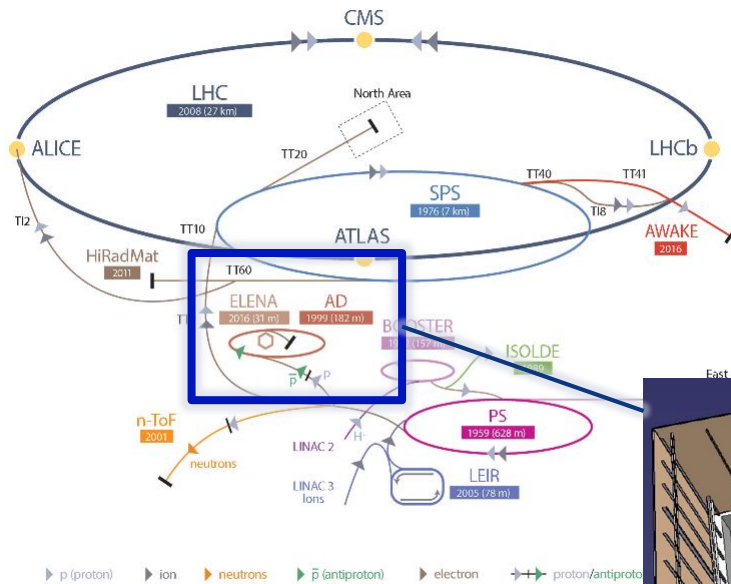 CMS
LHC
2008 (27 km)
North Area
ALICE
LHCb
TT20
TT40
TT41
SPS
1976 (7 km)
TI8
TI2
TT10
ATLAS
AWAKE
2016
HiRadMat
2011
TT60
ELENA
AD
2016 (31 m)
1999 (182 m)
BOOSTER
ISOLDE
p
p̄
East
n-ToF
2001
PS
1959 (628 m)
LINAC 2
H⁻
neutrons
LINAC 3
Ions
LEIR
2005 (78 m)
p (proton)
ion
neutrons
p̄ (antiproton)
electron